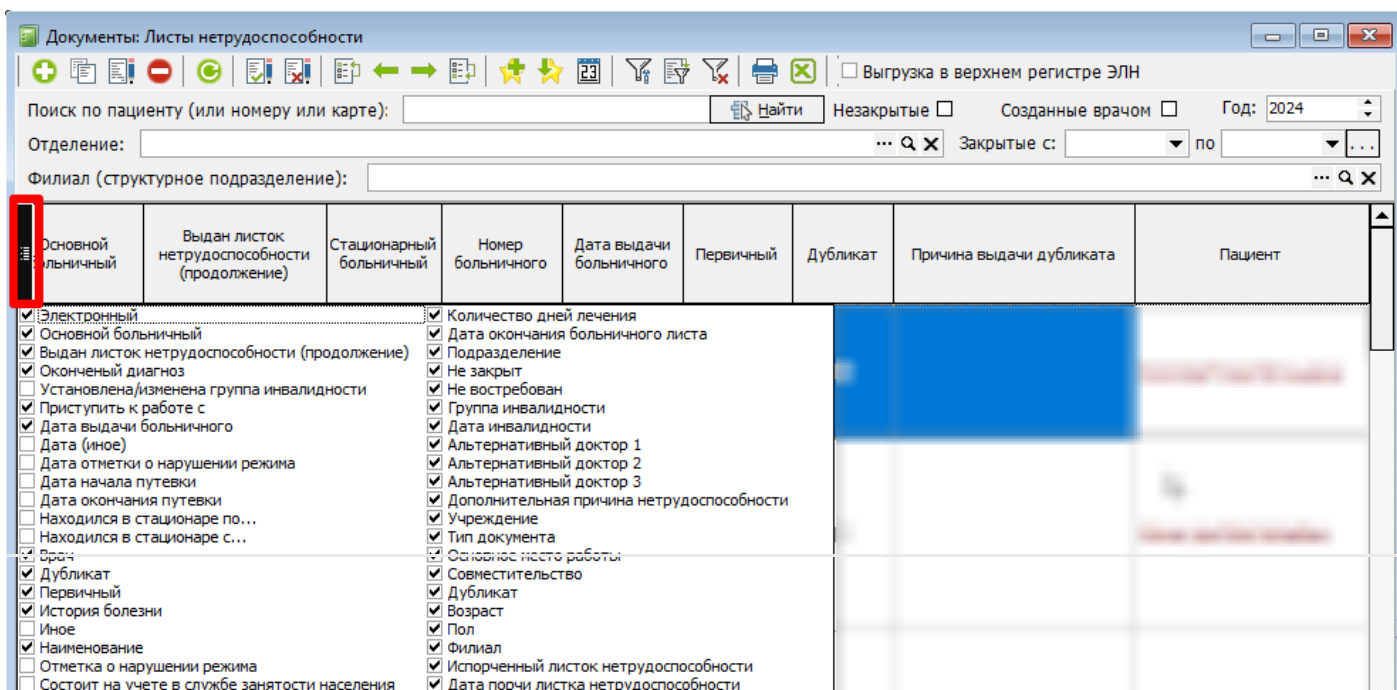 Документы: Листы нетрудоспособности
23 Выгрузка в верхнем регистре ЭЛН
Поиск по пациенту (или номеру или карте): Найти Незакрытые Созданные врачом Год: 2024
Отделение: ... Закрытые с: по ...
Филиал (структурное подразделение): ...
Основной больничный
Выдан листок нетрудоспособности (продолжение)
Стационарный больничный
Номер больничного
Дата выдачи больничного
Первичный
Дубликат
Причина выдачи дубликата
Пациент
Электронный
Основной больничный
Выдан листок нетрудоспособности (продолжение)
Оконченый диагноз
Установлена/изменена группа инвалидности
Приступить к работе с
Дата выдачи больничного
Дата (иное)
Дата отметки о нарушении режима
Дата начала путевки
Дата окончания путевки
Находился в стационаре по...
Находился в стационаре с...
Врач
Дубликат
Первичный
История болезни
Иное
Наименование
Отметка о нарушении режима
Состоит на учете в службе занятости населения
Количество дней лечения
Дата окончания больничного листа
Подразделение
Не закрыт
Не востребован
Группа инвалидности
Дата инвалидности
Альтернативный доктор 1
Альтернативный доктор 2
Альтернативный доктор 3
Дополнительная причина нетрудоспособности
Учреждение
Тип документа
Основное место работы
Совместительство
Дубликат
Возраст
Пол
Филиал
Испорченный листок нетрудоспособности
Дата порчи листка нетрудоспособности